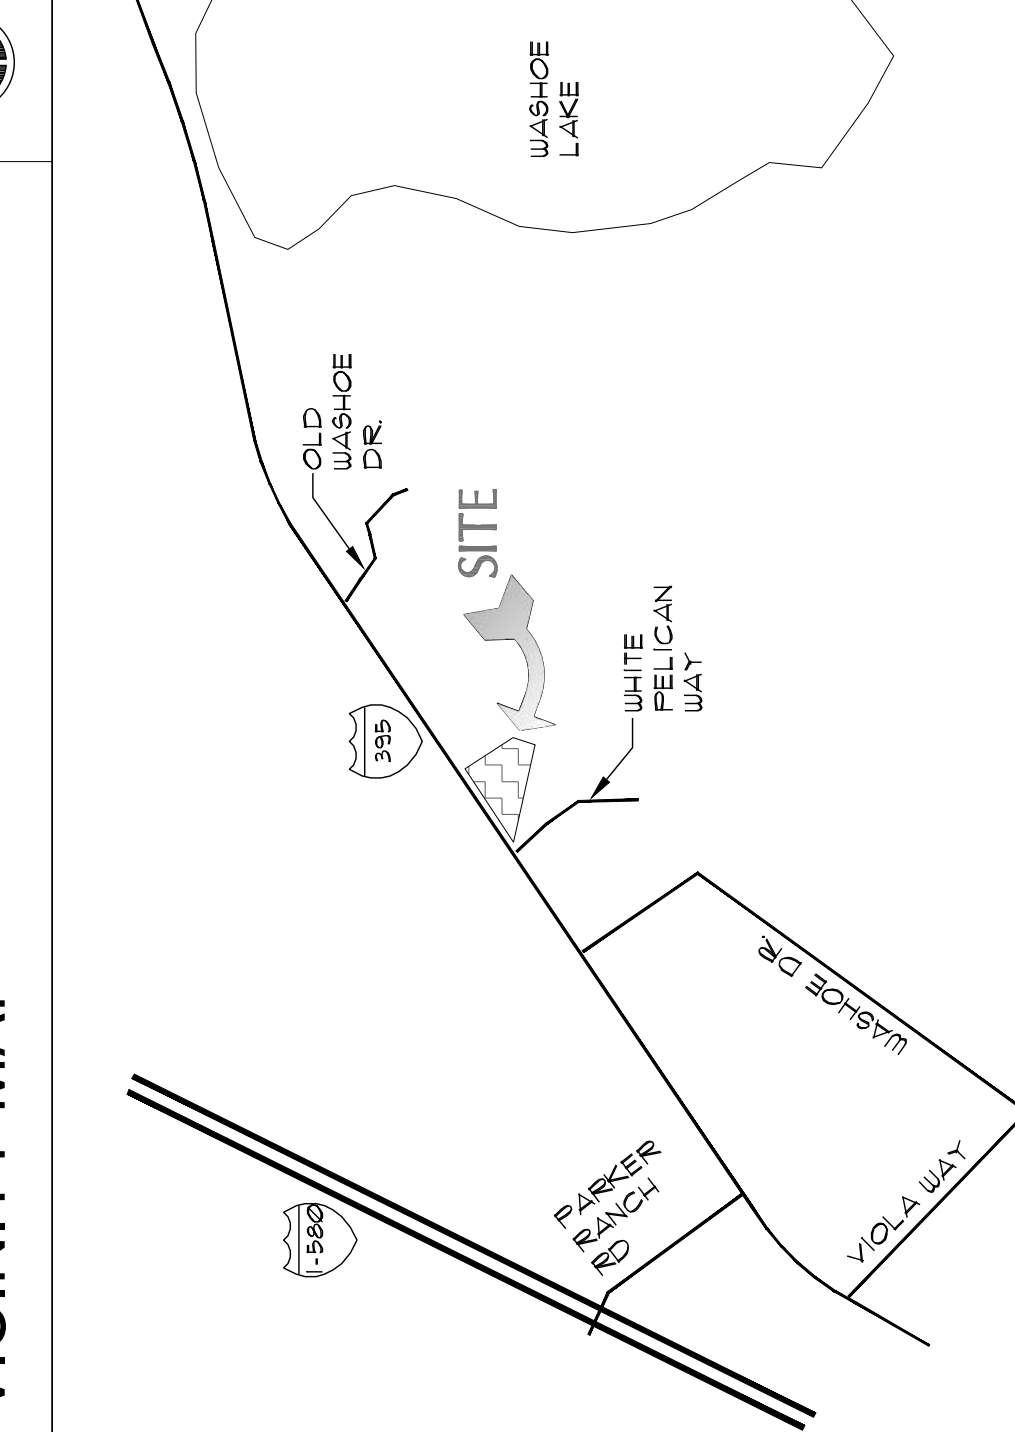 WASHOE
LAKE
OLD
WASHOE
DR.
SITE
395
WHITE
PELICAN
WAY
WASHOE DR.
PARKER
RANCH
RD
VIOLA WAY
I-580